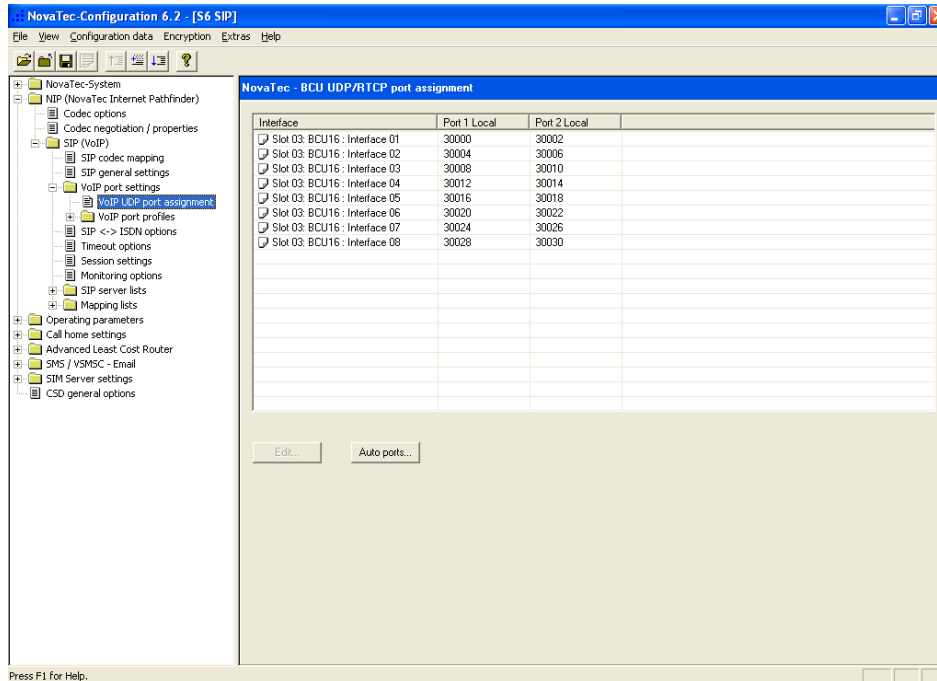 NovaTec-Configuration 6.2 - [S6 SIP]
File View Configuration data Encryption Extras Help
NovaTec-System
NIP (NovaTec Internet Pathfinder)
Codec options
Codec negotiation / properties
SIP (VoIP)
SIP codec mapping
SIP general settings
VoIP port settings
VoIP UDP port assignment
VoIP port profiles
SIP <-> ISDN options
Timeout options
Session settings
Monitoring options
SIP server lists
Mapping lists
Operating parameters
Call home settings
Advanced Least Cost Router
SMS / VSMSC - Email
SIM Server settings
CSD general options
NovaTec - BCU UDP/RTCP port assignment
Interface Port 1 Local Port 2 Local
Slot 03: BCU16 : Interface 01 30000 30002
Slot 03: BCU16 : Interface 02 30004 30006
Slot 03: BCU16 : Interface 03 30008 30010
Slot 03: BCU16 : Interface 04 30012 30014
Slot 03: BCU16 : Interface 05 30016 30018
Slot 03: BCU16 : Interface 06 30020 30022
Slot 03: BCU16 : Interface 07 30024 30026
Slot 03: BCU16 : Interface 08 30028 30030
Edit... Auto ports...
Press F1 for Help.